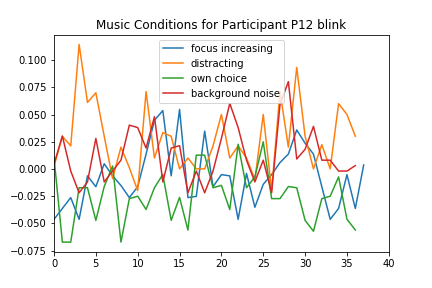 Music Conditions for Participant P12 blink
focus increasing
distracting
own choice
background noise
0.100
0.075
0.050
0.025
0.000
−0.025
−0.050
−0.075
0 5 10 15 20 25 30 35 40